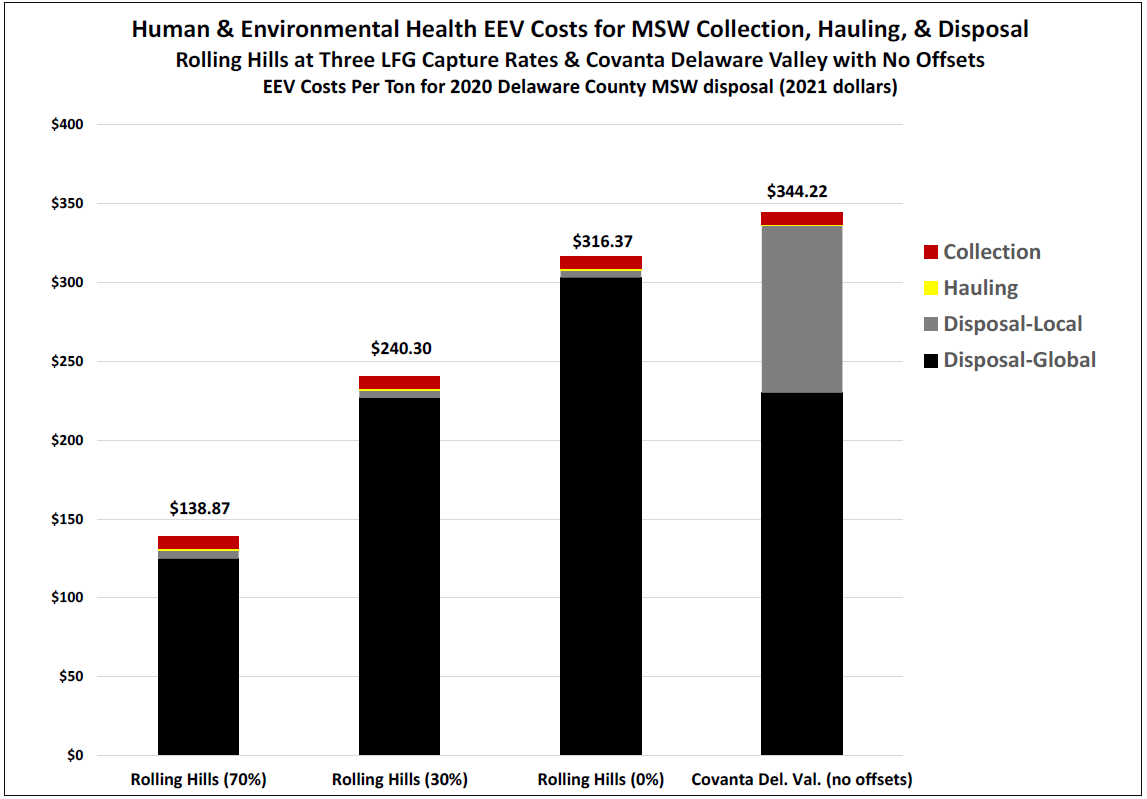 Human & Environmental Health EEV Costs for MSW Collection, Hauling, & Disposal
Rolling Hills at Three LFG Capture Rates & Covanta Delaware Valley with No Offsets
EEV Costs Per Ton for 2020 Delaware County MSW disposal (2021 dollars)
$400
$350
$300
$250
$200
$150
$100
$50
$0
$138.87
$240.30
$316.37
$344.22
Rolling Hills (70%)
Rolling Hills (30%)
Rolling Hills (0%)
Covanta Del. Val. (no offsets)
Collection
Hauling
Disposal-Local
Disposal-Global